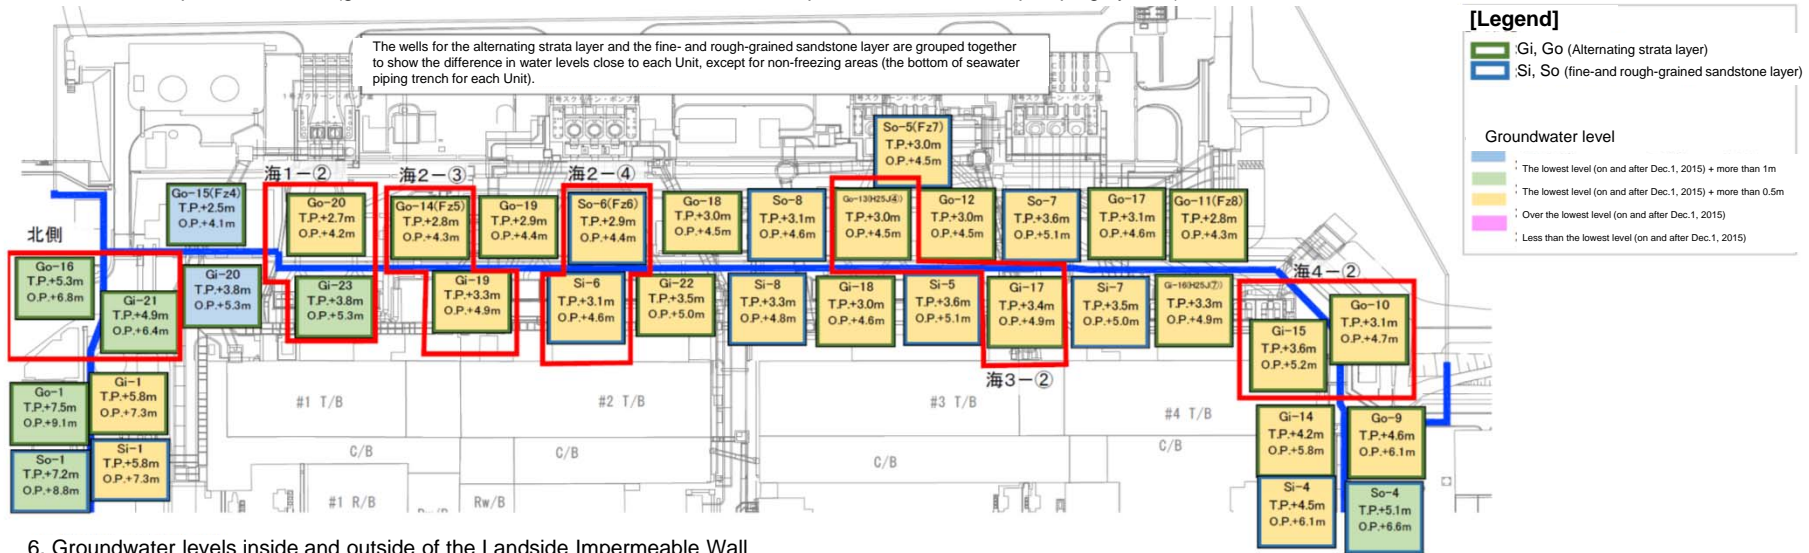 The wells for the alternating strata layer and the fine- and rough-grained sandstone layer are grouped together
to show the difference in water levels close to each Unit, except for non-freezing areas (the bottom of seawater
piping trench for each Unit).
[Legend]
:Gi, Go (Alternating strata layer)
:Si, So (fine-and rough-grained sandstone layer)
Groundwater level
The lowest level (on and after Dec.1, 2015) + more than 1m
The lowest level (on and after Dec.1, 2015) + more than 0.5m
Over the lowest level (on and after Dec.1, 2015)
Less than the lowest level (on and after Dec.1, 2015)
So-5(Fz7)
T.P.+3.0m
O.P.+4.5m
海1-②
海2-③
海2-④
Go-15(Fz4)
T.P.+2.5m
O.P.+4.1m
Go-20
T.P.+2.7m
O.P.+4.2m
Go-14(Fz5)
T.P.+2.8m
O.P.+4.3m
Go-19
T.P.+2.9m
O.P.+4.4m
So-6(Fz6)
T.P.+2.9m
O.P.+4.4m
Go-18
T.P.+3.0m
O.P.+4.5m
So-8
T.P.+3.1m
O.P.+4.6m
Go-13(H25J④)
T.P.+3.0m
O.P.+4.5m
Go-12
T.P.+3.0m
O.P.+4.5m
So-7
T.P.+3.6m
O.P.+5.1m
Go-17
T.P.+3.1m
O.P.+4.6m
Go-11(Fz8)
T.P.+2.8m
O.P.+4.3m
北側
海4-②
Go-16
T.P.+5.3m
O.P.+6.8m
Gi-21
T.P.+4.9m
O.P.+6.4m
Gi-20
T.P.+3.8m
O.P.+5.3m
Gi-23
T.P.+3.8m
O.P.+5.3m
Gi-19
T.P.+3.3m
O.P.+4.9m
Si-6
T.P.+3.1m
O.P.+4.6m
Gi-22
T.P.+3.5m
O.P.+5.0m
Si-8
T.P.+3.3m
O.P.+4.8m
Gi-18
T.P.+3.0m
O.P.+4.6m
Si-5
T.P.+3.6m
O.P.+5.1m
Gi-17
T.P.+3.4m
O.P.+4.9m
Si-7
T.P.+3.5m
O.P.+5.0m
Gi-16(H25J⑦)
T.P.+3.3m
O.P.+4.9m
Gi-15
T.P.+3.6m
O.P.+5.2m
Go-10
T.P.+3.1m
O.P.+4.7m
海3-②
Go-1
T.P.+7.5m
O.P.+9.1m
Gi-1
T.P.+5.8m
O.P.+7.3m
#1 T/B
#2 T/B
#3 T/B
#4 T/B
Gi-14
T.P.+4.2m
O.P.+5.8m
Go-9
T.P.+4.6m
O.P.+6.1m
So-1
T.P.+7.2m
O.P.+8.8m
Si-1
T.P.+5.8m
O.P.+7.3m
C/B
C/B
C/B
C/B
#1 R/B
Rw/B
Si-4
T.P.+4.5m
O.P.+6.1m
So-4
T.P.+5.1m
O.P.+6.6m
6. Groundwater levels inside and outside of the Landside Impermeable Wall